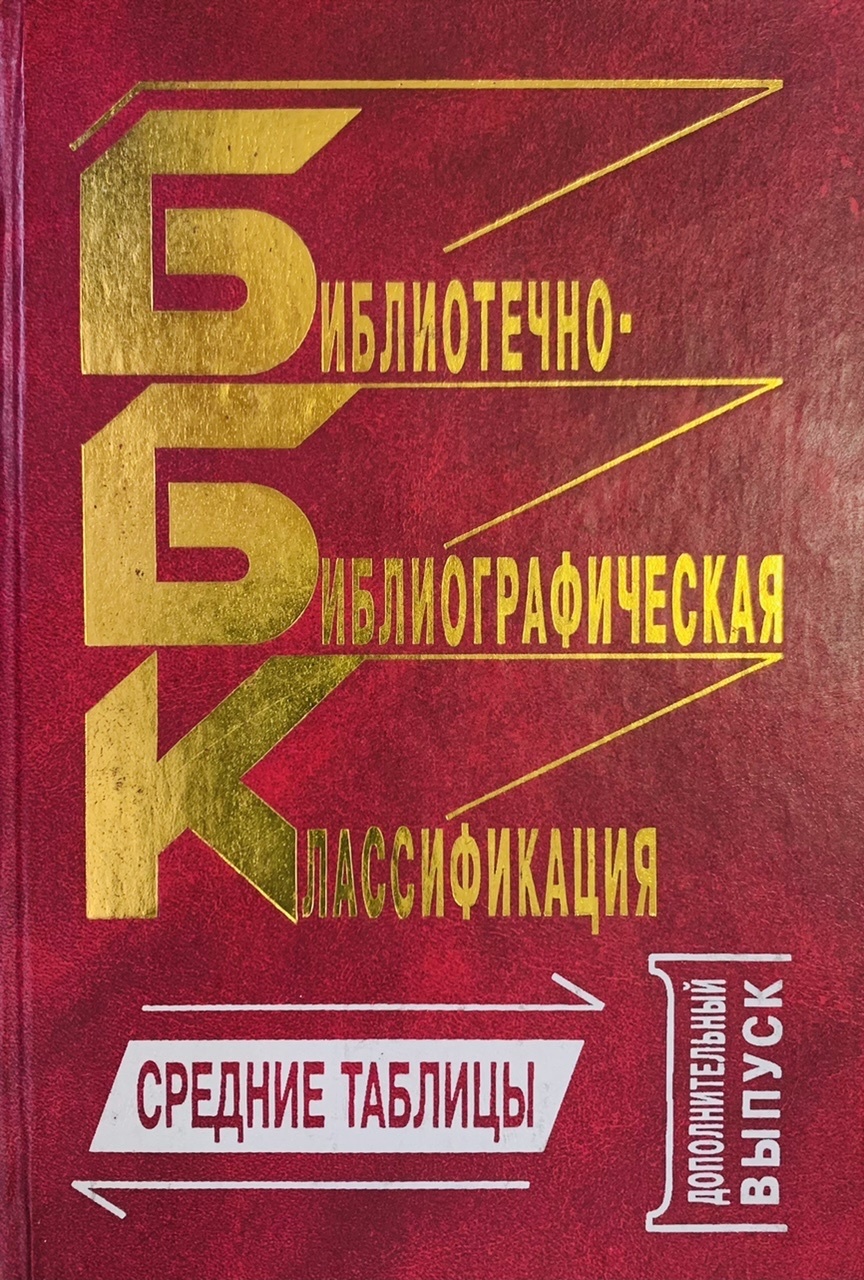 Библиотечно-
Библиографическая
Классификация
СРЕДНИЕ ТАБЛИЦЫ
ДОПОЛНИТЕЛЬНЫЙ
ВЫПУСК